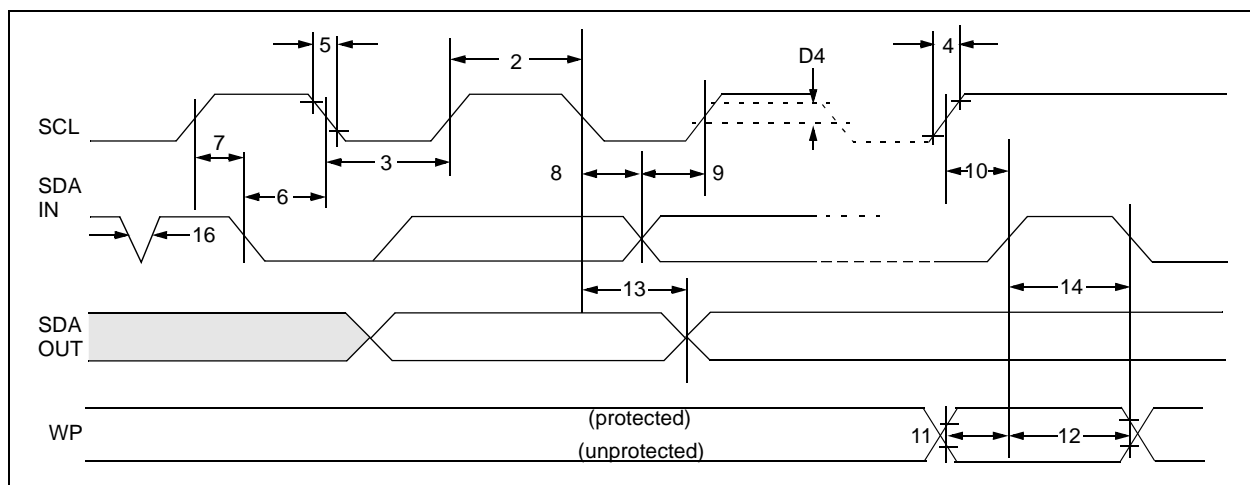 5
2
D4
4
SCL
7
3
8
9
10
SDA
IN
6
16
13
14
SDA
OUT
WP
(protected)
(unprotected)
11
12